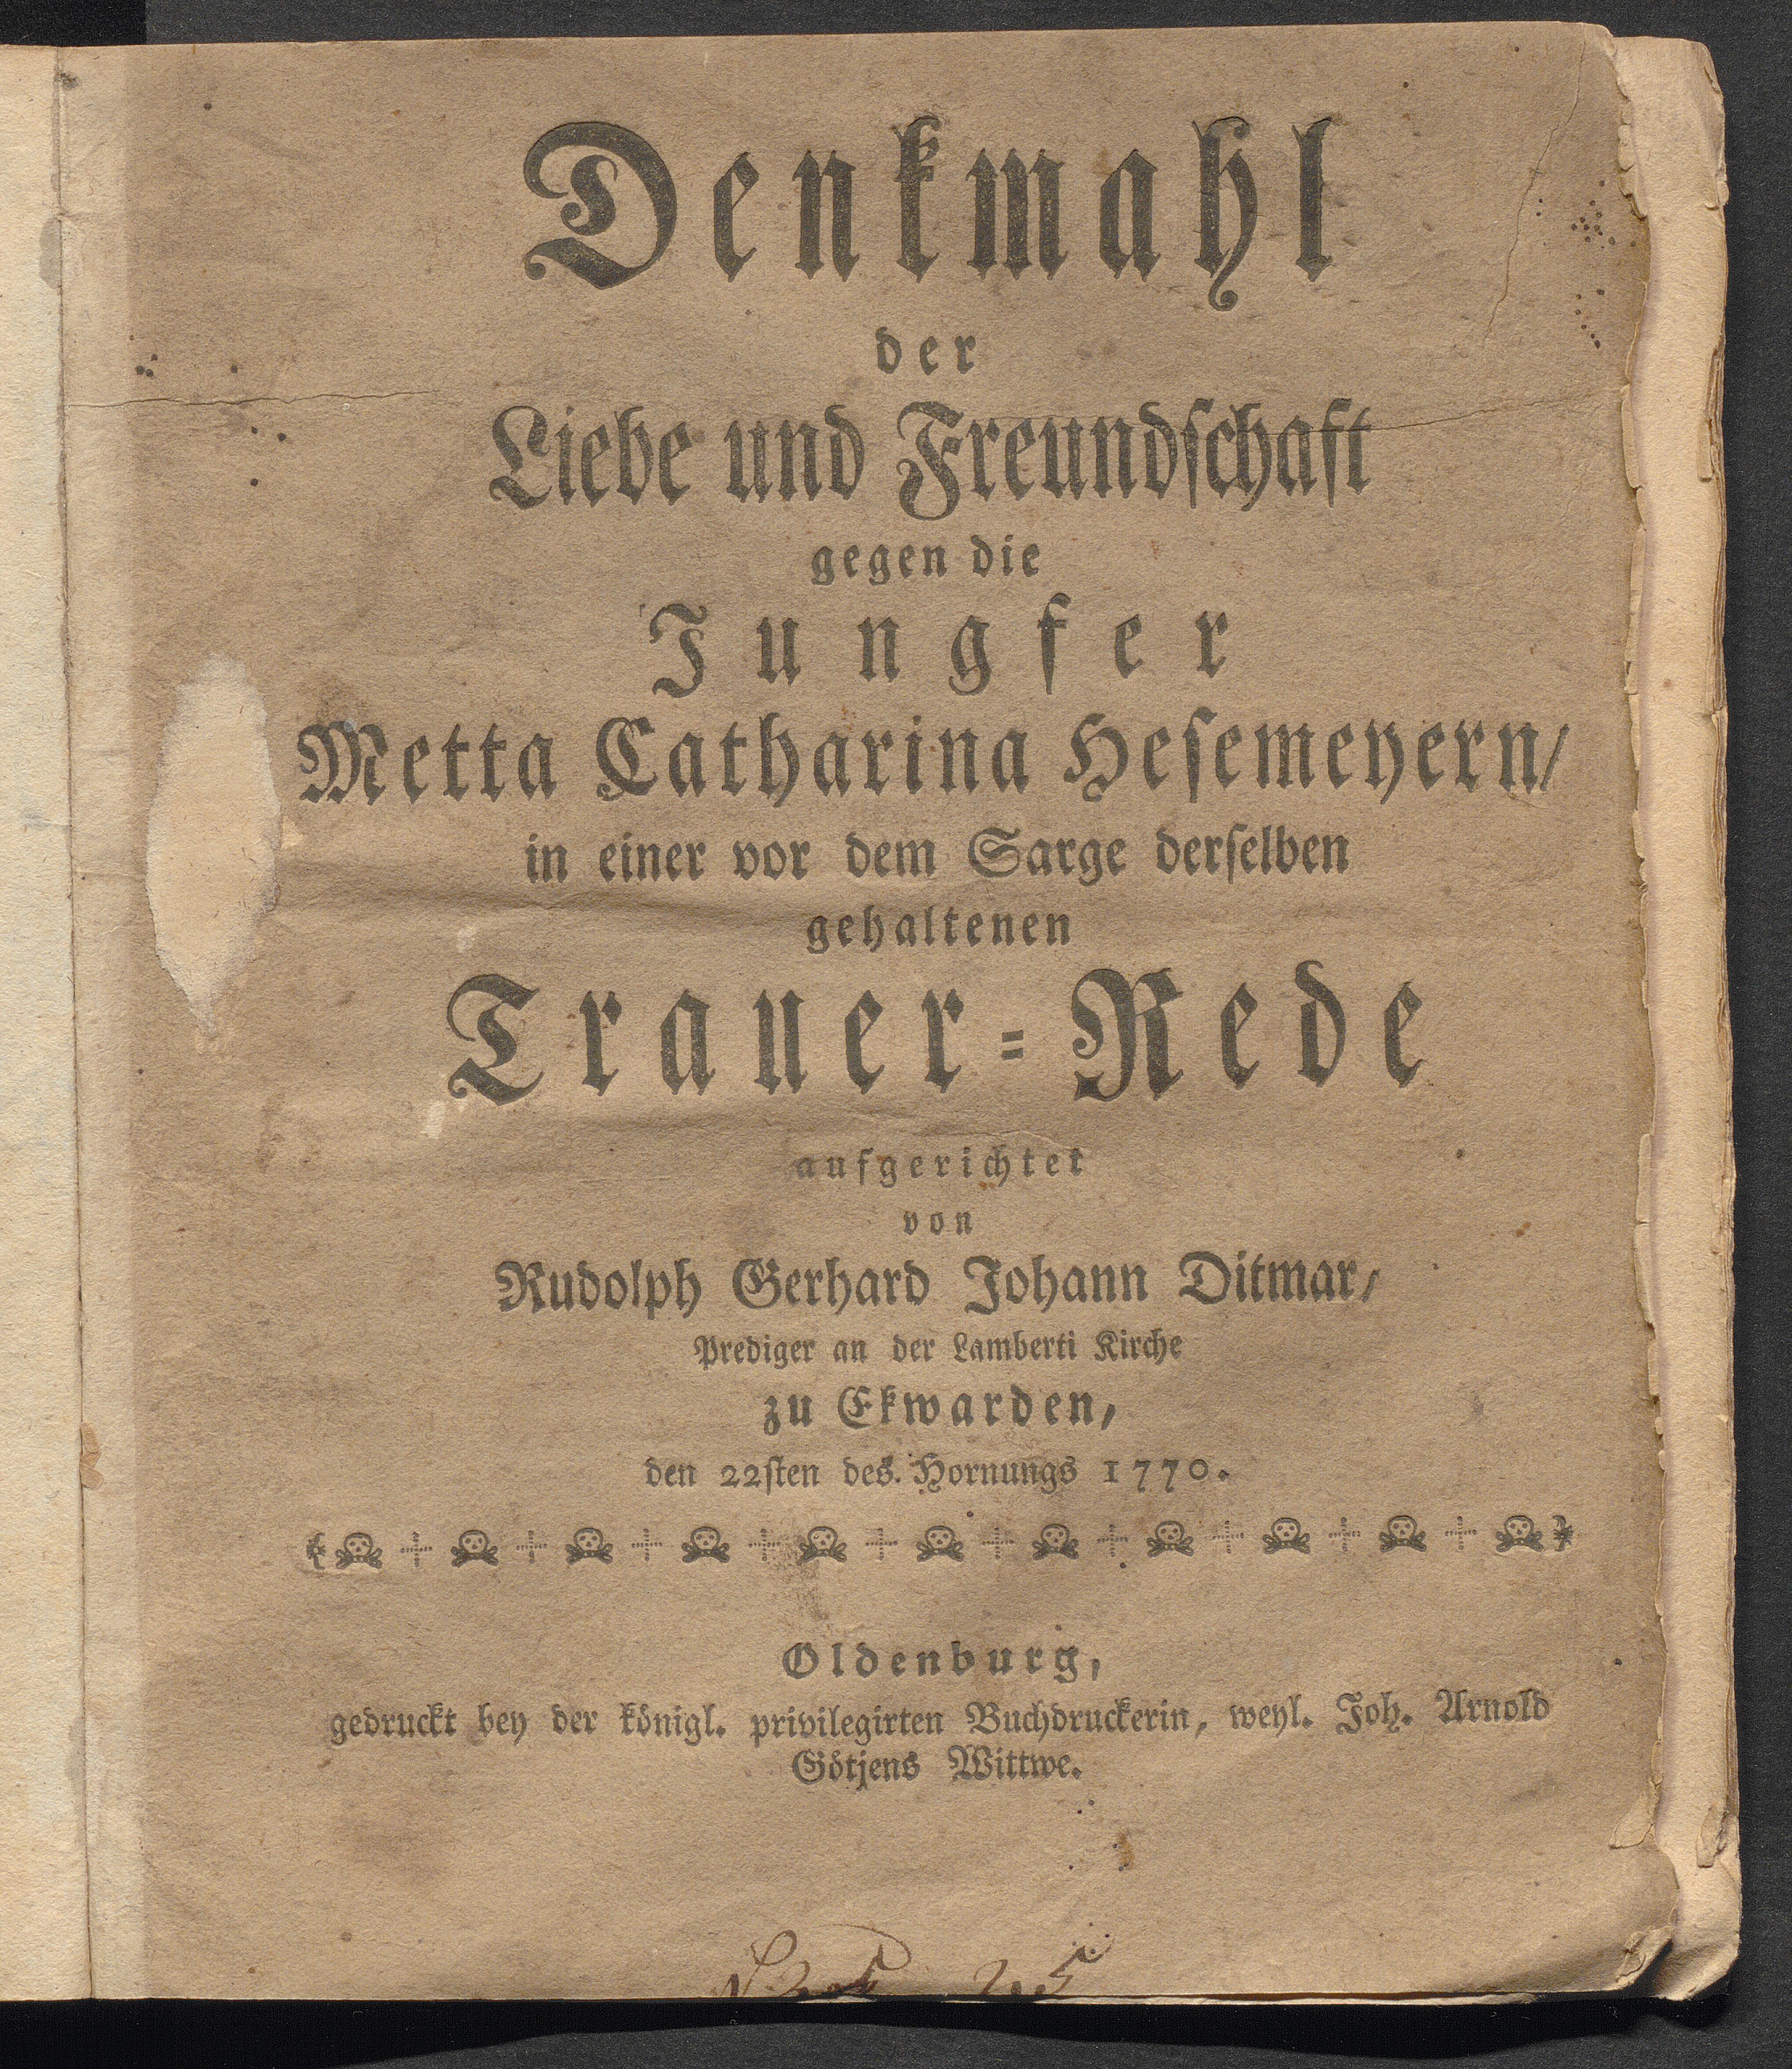 Denkmahl
der
Liebe und Freundſchaft
gegen die
Jungfer
Metta Catharina Heſemeyern/
in einer vor dem Sarge derſelben
gehaltenen
Trauer=Rede
aufgerichtet
von
Rudolph Gerhard Johann Ditmar/
Prediger an der Lamberti Kirche
zu Ekwarden,
den 22ſten des Hornungs 1770.
Oldenburg,
gedruckt bey der königl. privilegirten Buchdruckerin, weyl. Joh. Arnold
Götjens Wittwe.